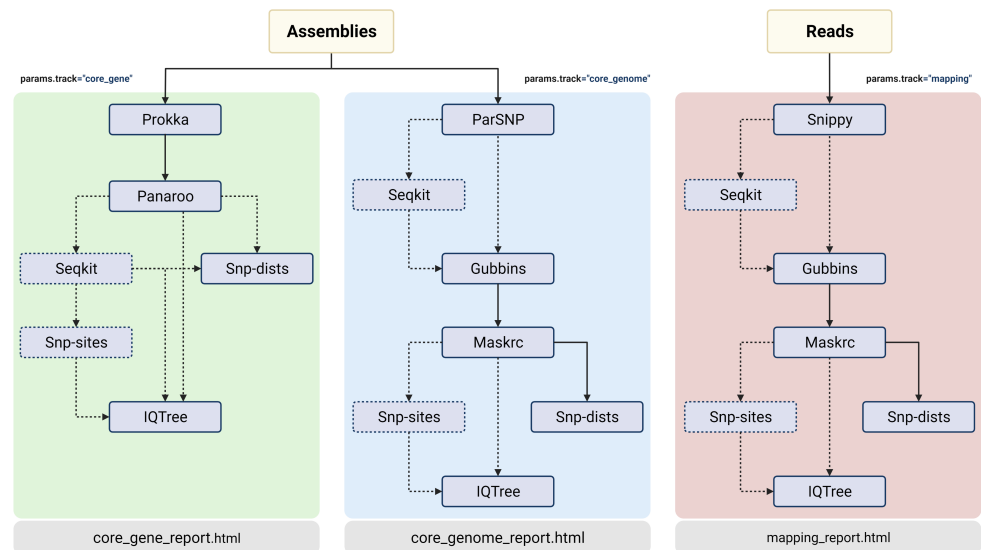 Assemblies
Reads
params.track="core_gene"
params.track="core_genome"
params.track="mapping"
Prokka
Panaroo
Seqkit
Snp-dists
Snp-sites
IQTree
core_gene_report.html
ParSNP
Seqkit
Gubbins
Maskrc
Snp-sites
Snp-dists
IQTree
core_genome_report.html
Snippy
Seqkit
Gubbins
Maskrc
Snp-sites
Snp-dists
IQTree
mapping_report.html